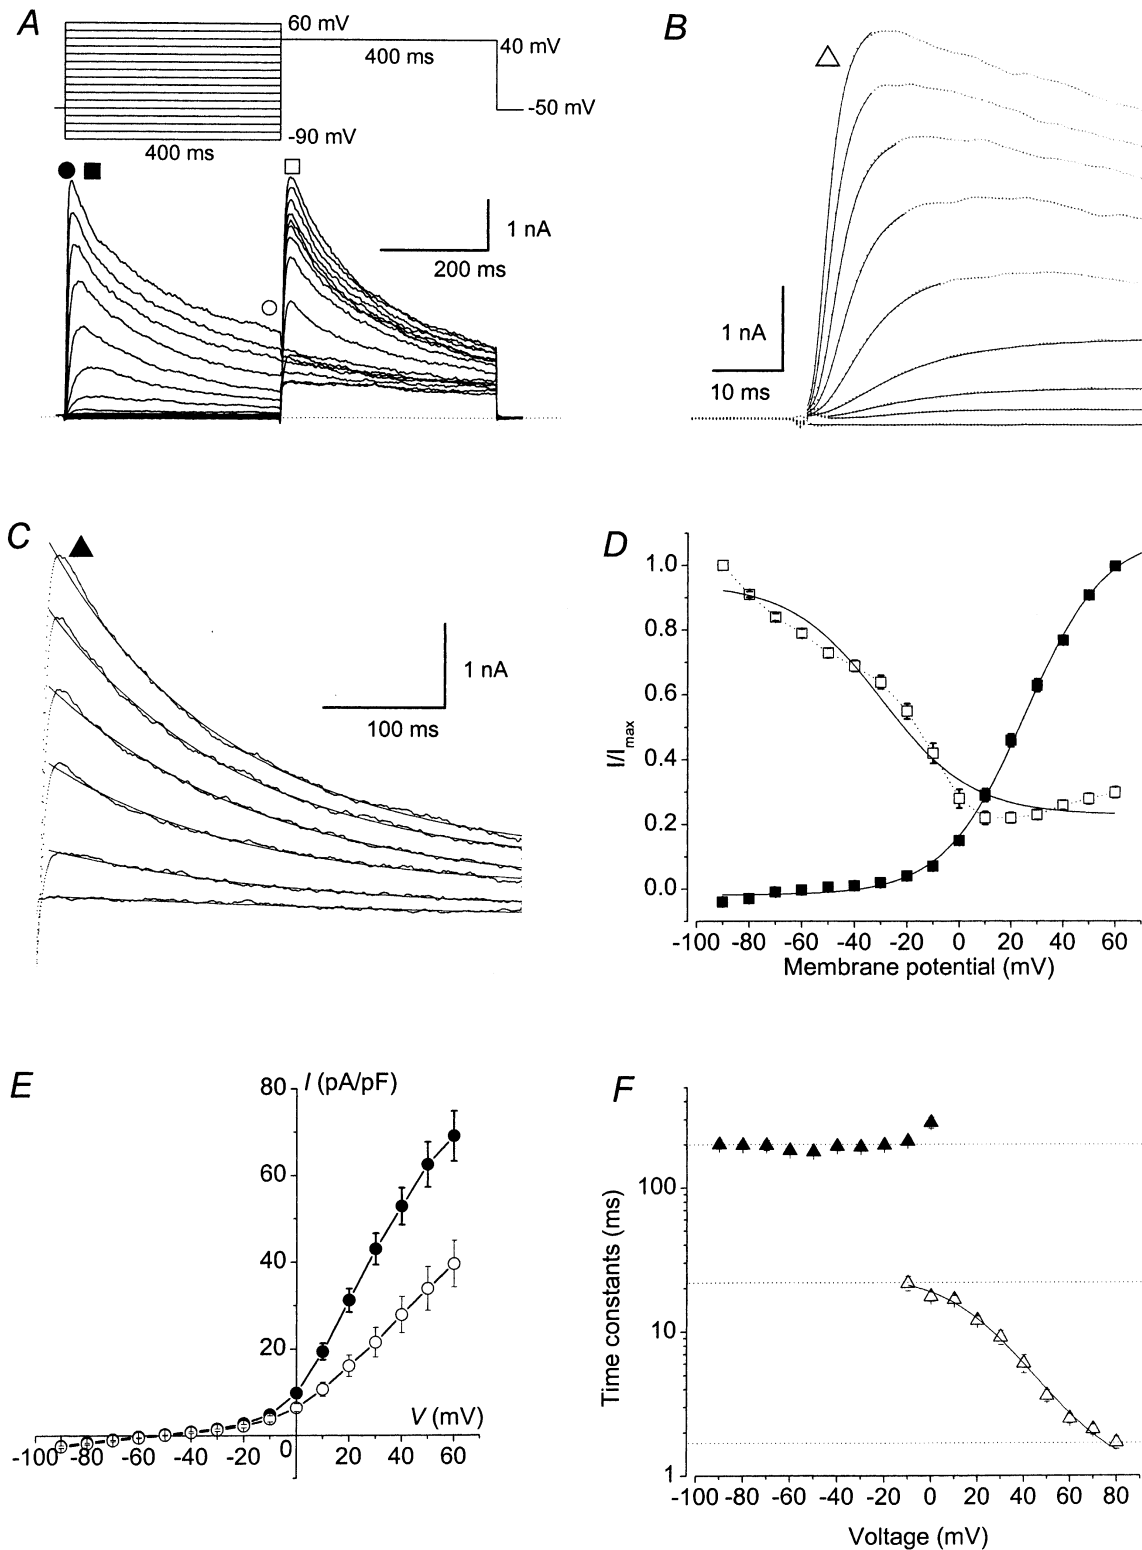 A
60 mV
40 mV
400 ms
-50 mV
-90 mV
400 ms
1 nA
200 ms
B
1 nA
10 ms
C
1 nA
100 ms
D
1.0
0.8
0.6
0.4
0.2
0.0
I/Imax
-100 -80 -60 -40 -20 0 20 40 60
Membrane potential (mV)
E
I (pA/pF)
80
60
40
20
V (mV)
-100 -80 -60 -40 -20 0 20 40 60
F
100
10
1
Time constants (ms)
-100 -80 -60 -40 -20 0 20 40 60 80
Voltage (mV)